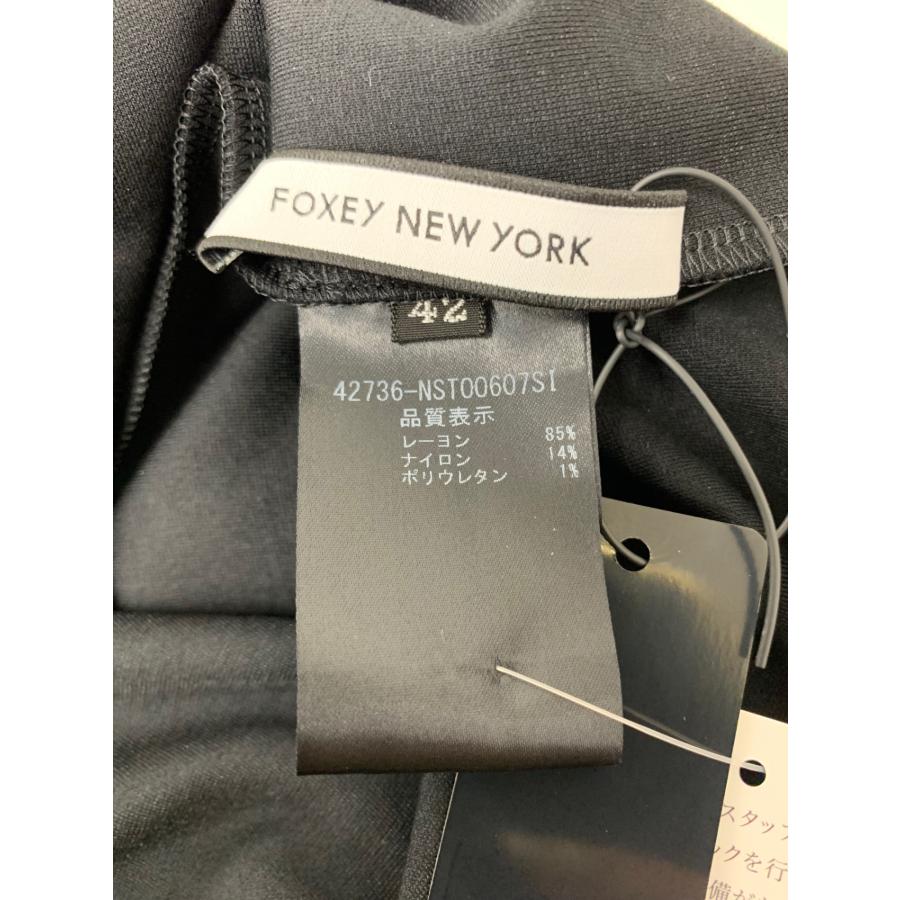 FOXEY NEW YORK
42
42736-NST00607SI
品質表示
レーヨン 85%
ナイロン 14%
ポリウレタン 1%
スタッフ
ックを行
備が